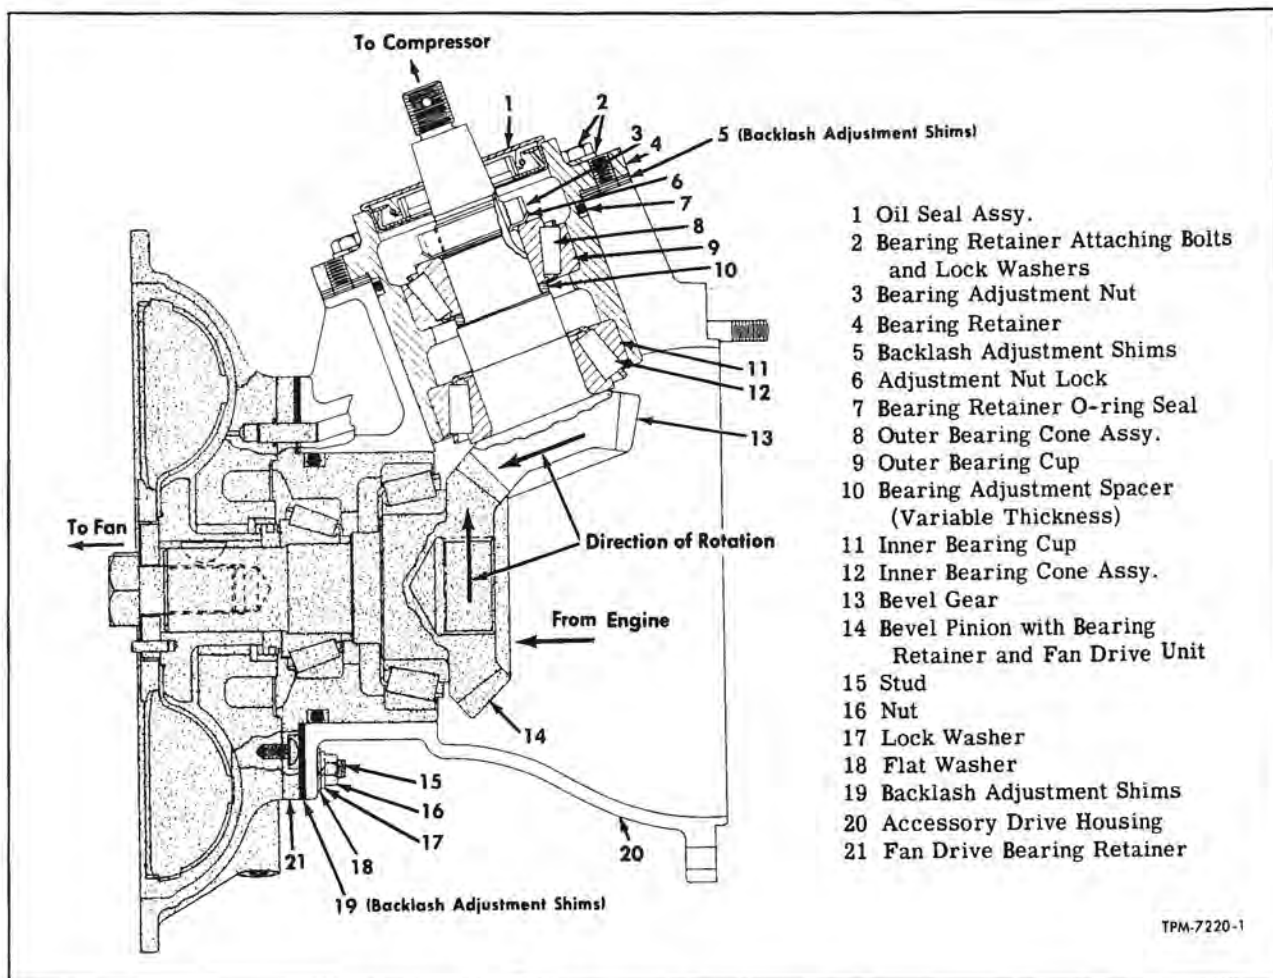 To Compressor
1
2
3
4
5 (Backlash Adjustment Shims)
6
7
8
9
10
11
12
13
To Fan
Direction of Rotation
From Engine
14
15
16
17
18
21
20
19 (Backlash Adjustment Shims)
1 Oil Seal Assy.
2 Bearing Retainer Attaching Bolts
and Lock Washers
3 Bearing Adjustment Nut
4 Bearing Retainer
5 Backlash Adjustment Shims
6 Adjustment Nut Lock
7 Bearing Retainer O-ring Seal
8 Outer Bearing Cone Assy.
9 Outer Bearing Cup
10 Bearing Adjustment Spacer
(Variable Thickness)
11 Inner Bearing Cup
12 Inner Bearing Cone Assy.
13 Bevel Gear
14 Bevel Pinion with Bearing
Retainer and Fan Drive Unit
15 Stud
16 Nut
17 Lock Washer
18 Flat Washer
19 Backlash Adjustment Shims
20 Accessory Drive Housing
21 Fan Drive Bearing Retainer
TPM-7220-1